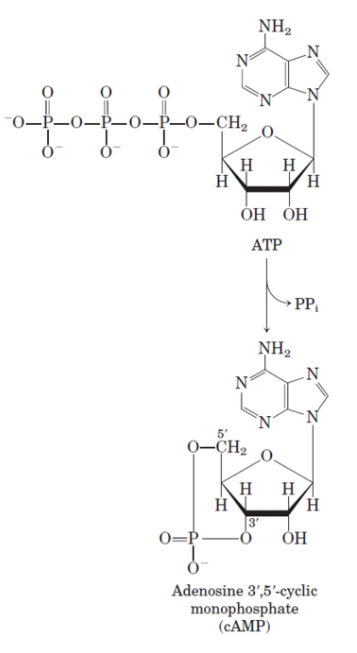 NH₂
N N
N N
O O O
⁻O—P—O—P—O—P—O—CH₂ O
O⁻ O⁻ O⁻
H H
H H
OH OH
ATP
PPᵢ
NH₂
N N
N N
5′
O—CH₂ O
H H
H H
3′
O=P—O OH
O⁻
Adenosine 3′,5′-cyclic
monophosphate
(cAMP)